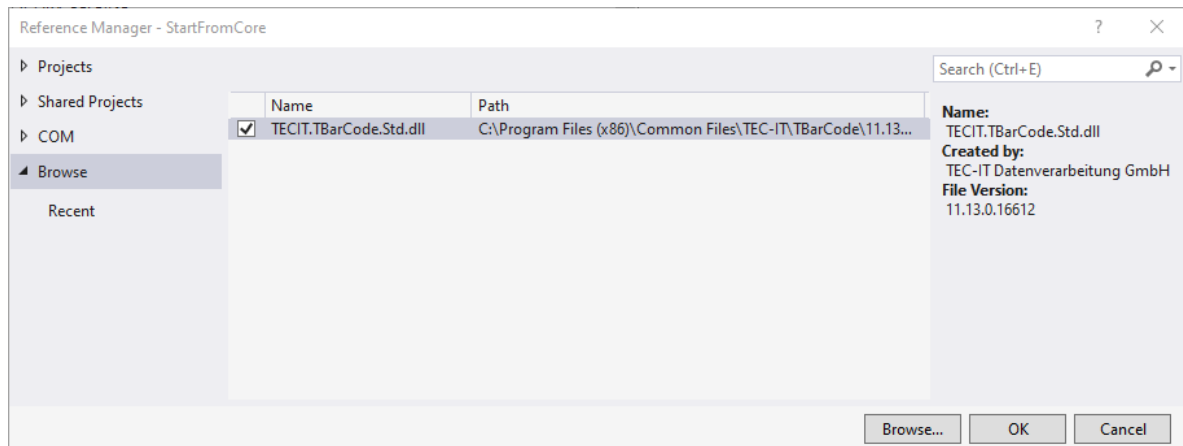 Reference Manager - StartFromCore
?
Projects
Shared Projects
COM
Browse
Recent
Name Path
TECIT.TBarCode.Std.dll C:\Program Files (x86)\Common Files\TEC-IT\TBarCode\11.13...
Search (Ctrl+E)
Name:
TECIT.TBarCode.Std.dll
Created by:
TEC-IT Datenverarbeitung GmbH
File Version:
11.13.0.16612
Browse... OK Cancel